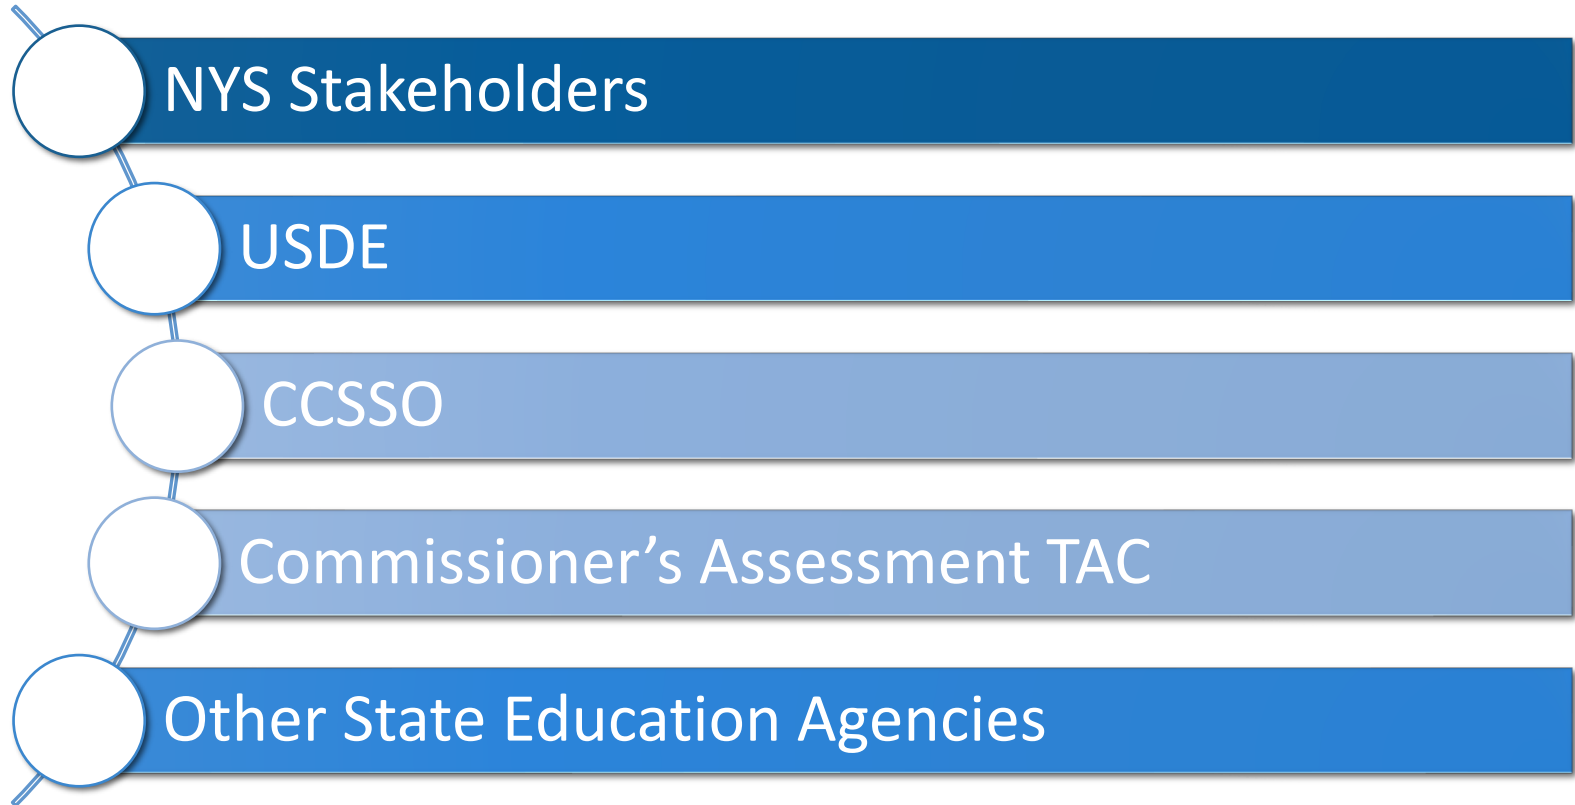 NYS Stakeholders
USDE
CCSSO
Commissioner’s Assessment TAC
Other State Education Agencies